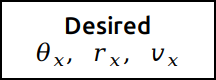 Desired
θₓ, rₓ, vₓ